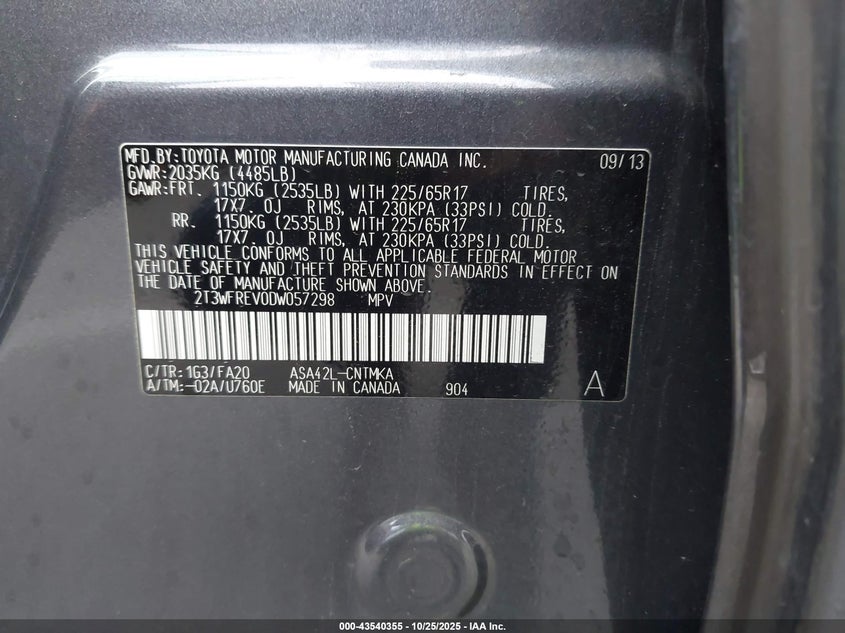 MFD.BY:TOYOTA MOTOR MANUFACTURING CANADA INC. 09/13
GVWR:2035KG (4485LB)
GAWR:FRT. 1150KG (2535LB) WITH 225/65R17 TIRES,
17X7.0J RIMS, AT 230KPA (33PSI) COLD.
RR. 1150KG (2535LB) WITH 225/65R17 TIRES,
17X7.0J RIMS, AT 230KPA (33PSI) COLD.
THIS VEHICLE CONFORMS TO ALL APPLICABLE FEDERAL MOTOR
VEHICLE SAFETY AND THEFT PREVENTION STANDARDS IN EFFECT ON
THE DATE OF MANUFACTURE SHOWN ABOVE.
2T3WFREV0DW057298 MPV
C/TR:1G3/FA20 ASA42L-CNTMKA
A/TM:-02A/U760E MADE IN CANADA 904 A
000-43540355 - 10/25/2025 - IAA Inc.